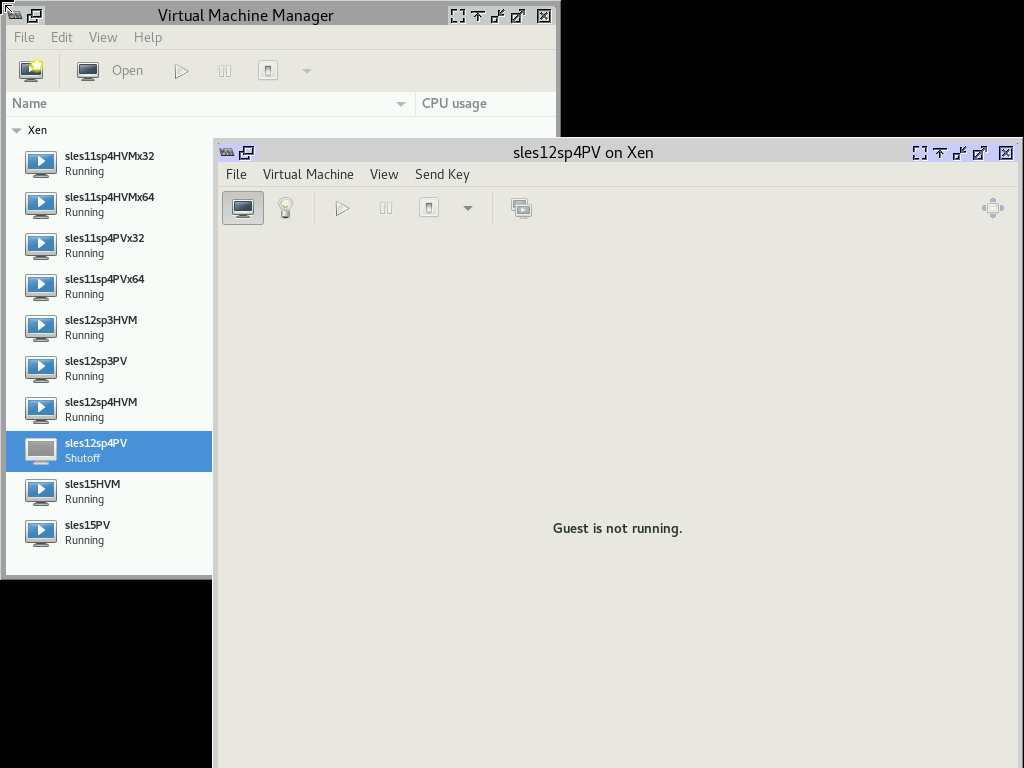 Virtual Machine Manager
File Edit View Help
Open
Name CPU usage
Xen
sles11sp4HVMx32
Running
sles11sp4HVMx64
Running
sles11sp4PVx32
Running
sles11sp4PVx64
Running
sles12sp3HVM
Running
sles12sp3PV
Running
sles12sp4HVM
Running
sles12sp4PV
Shutoff
sles15HVM
Running
sles15PV
Running
sles12sp4PV on Xen
File Virtual Machine View Send Key
Guest is not running.